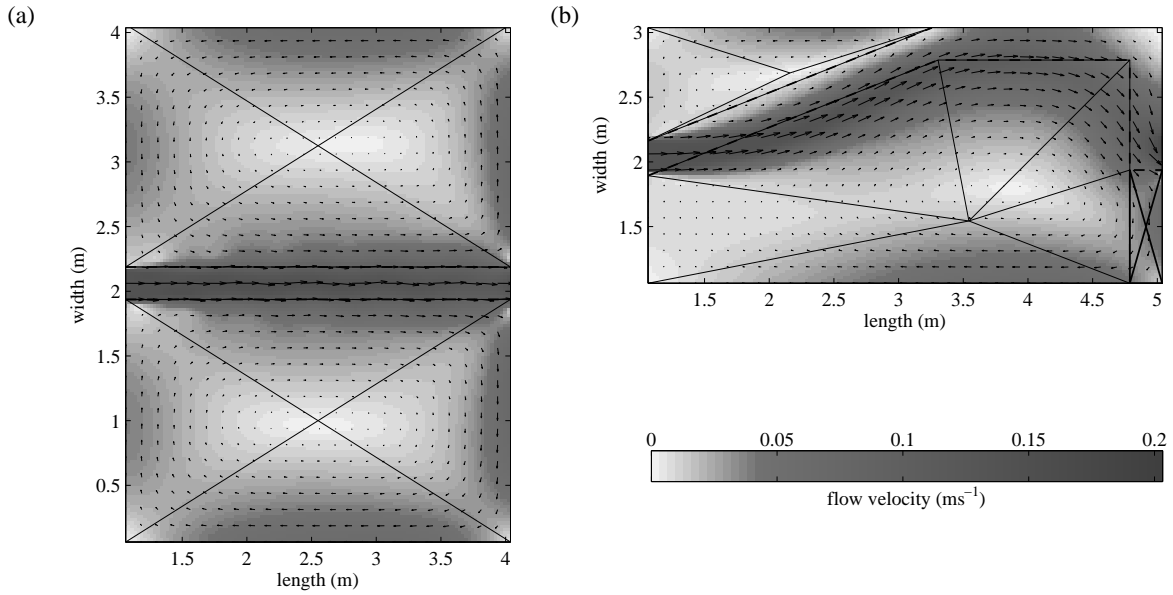 (a)
4
3.5
3
2.5
2
1.5
1
0.5
width (m)
1.5 2 2.5 3 3.5 4
length (m)
(b)
3
2.5
2
1.5
width (m)
1.5 2 2.5 3 3.5 4 4.5 5
length (m)
0 0.05 0.1 0.15 0.2
flow velocity (ms⁻¹)